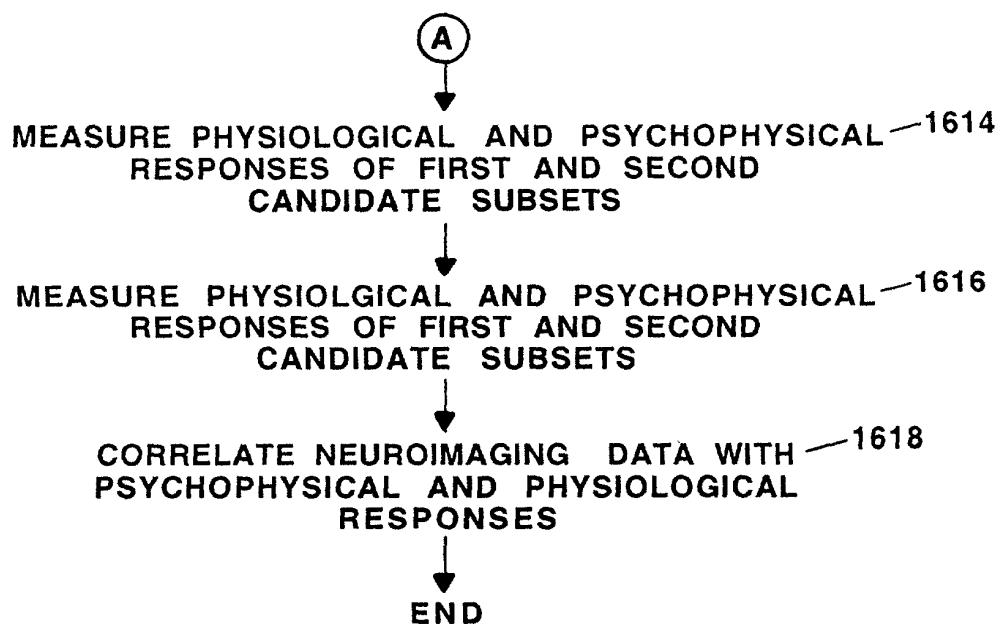 A
MEASURE PHYSIOLOGICAL AND PSYCHOPHYSICAL 1614
RESPONSES OF FIRST AND SECOND
CANDIDATE SUBSETS
MEASURE PHYSIOLGICAL AND PSYCHOPHYSICAL 1616
RESPONSES OF FIRST AND SECOND
CANDIDATE SUBSETS
CORRELATE NEUROIMAGING DATA WITH 1618
PSYCHOPHYSICAL AND PHYSIOLOGICAL
RESPONSES
END